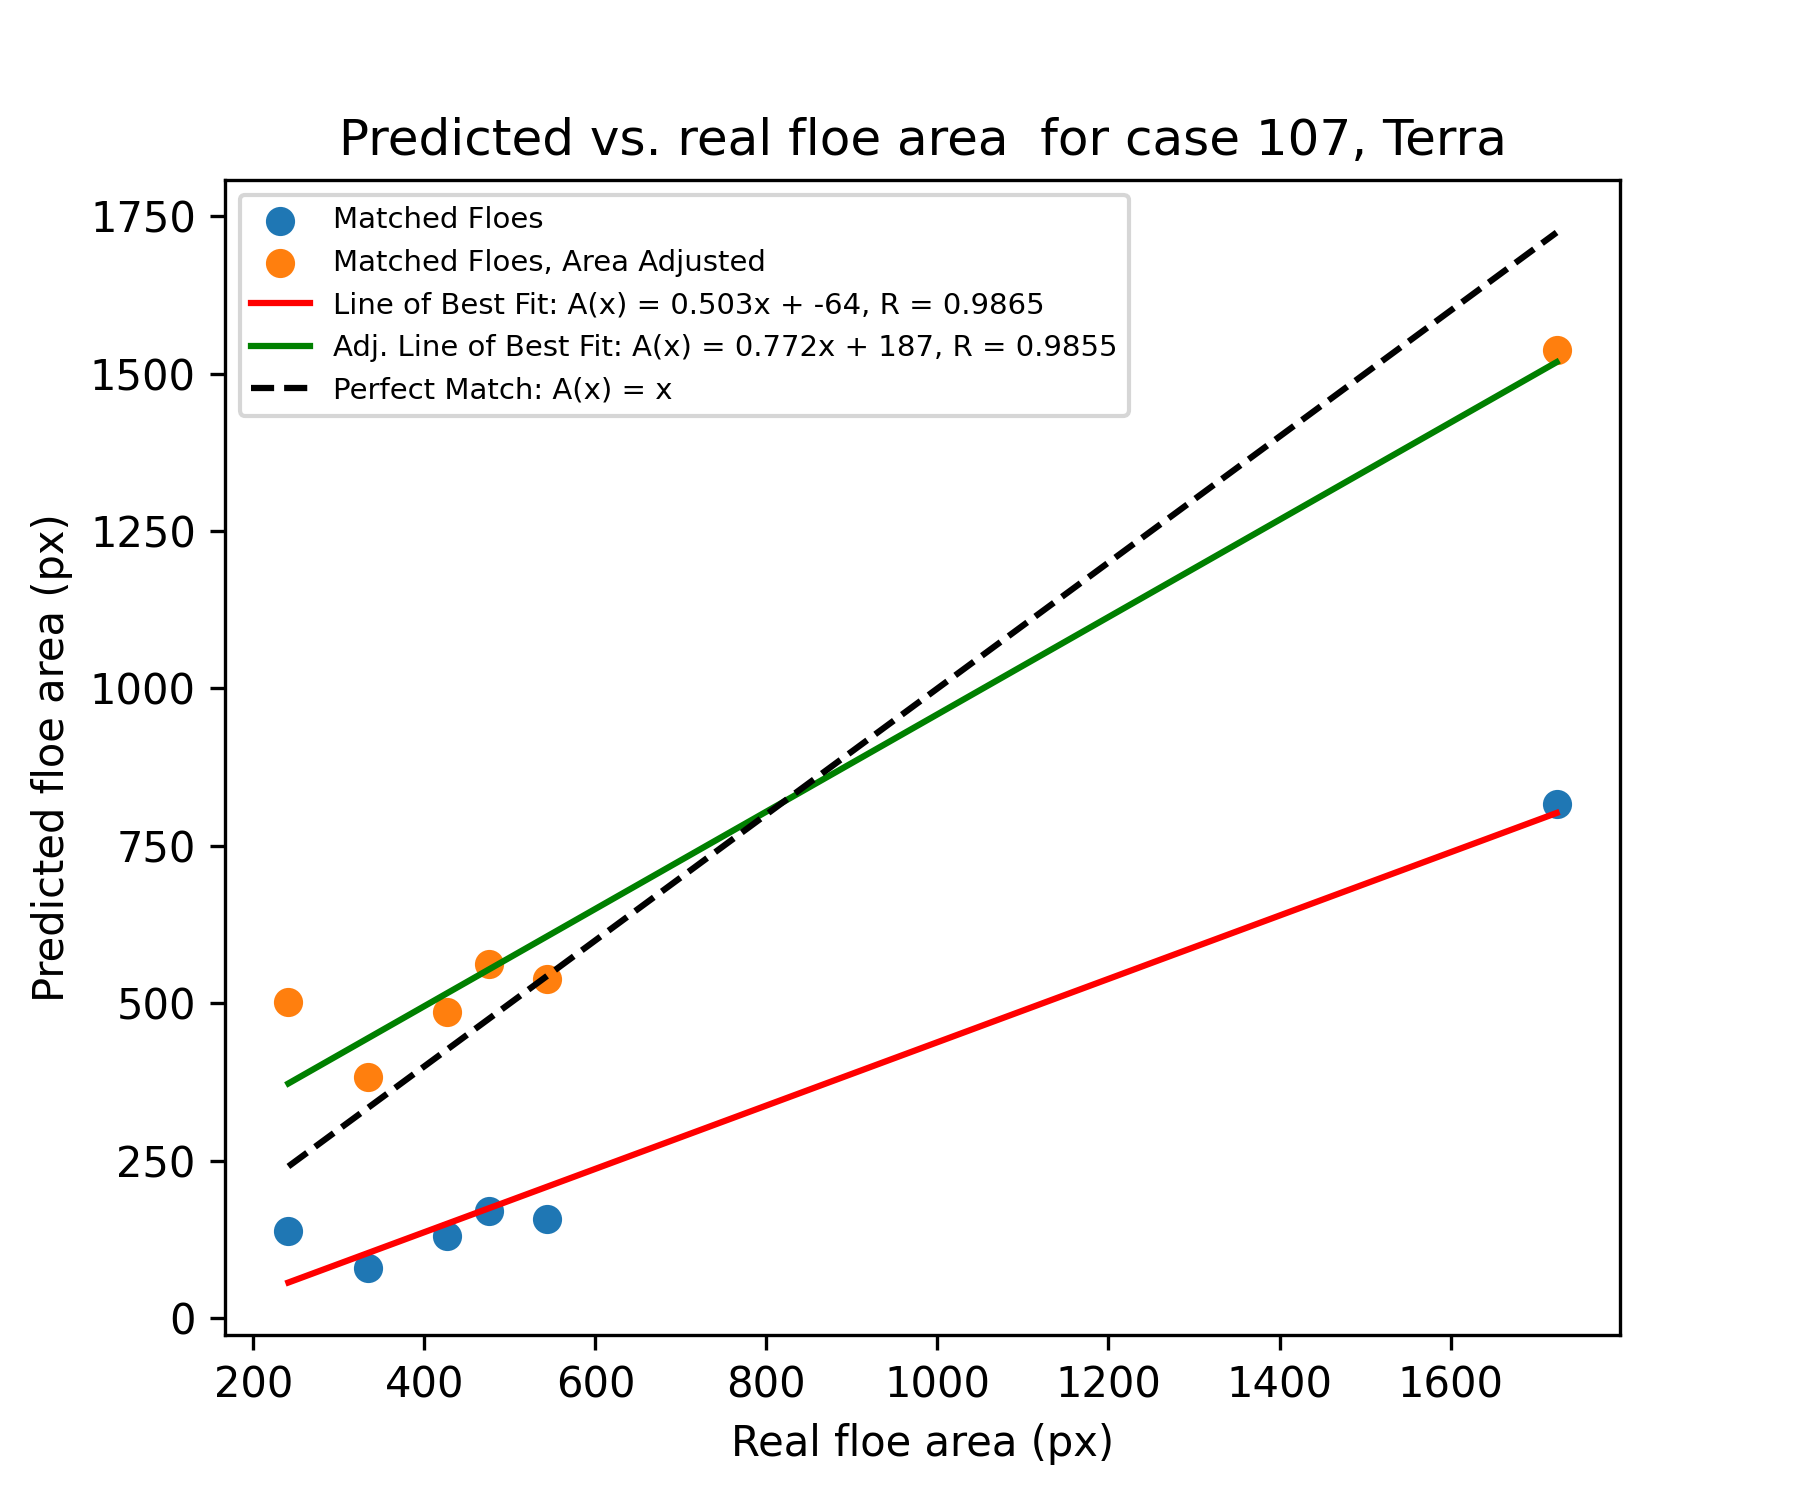 Predicted vs. real floe area  for case 107, Terra
Matched Floes
Matched Floes, Area Adjusted
Line of Best Fit: A(x) = 0.503x + -64, R = 0.9865
Adj. Line of Best Fit: A(x) = 0.772x + 187, R = 0.9855
Perfect Match: A(x) = x
Predicted floe area (px)
1750
1500
1250
1000
750
500
250
0
200 400 600 800 1000 1200 1400 1600
Real floe area (px)